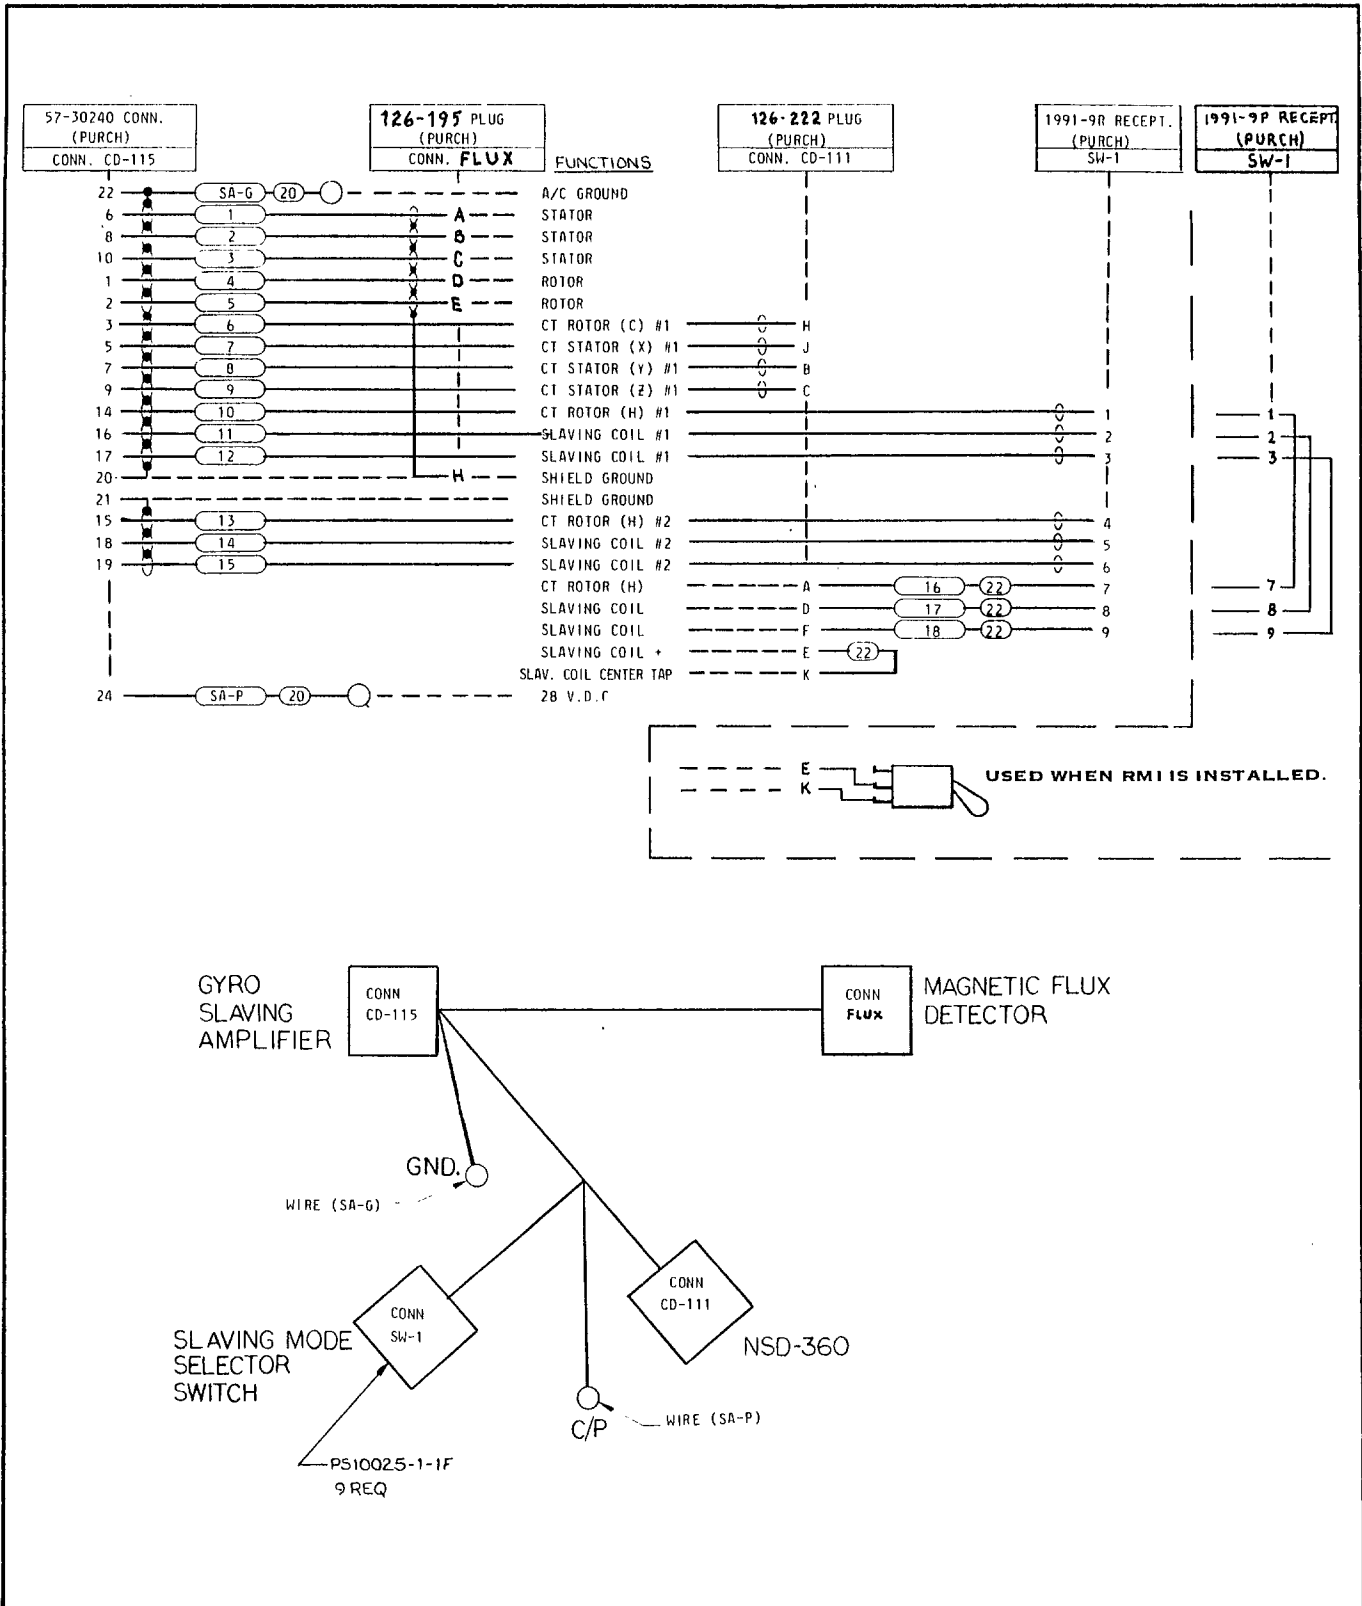 57-30240 CONN.
(PURCH)
CONN. CD-115
126-195 PLUG
(PURCH)
CONN. FLUX
FUNCTIONS
126-222 PLUG
(PURCH)
CONN. CD-111
1991-9R RECEPT.
(PURCH)
SW-1
1991-9P RECEPT
(PURCH)
SW-1
22 SA-G 20 A/C GROUND
6 1 A STATOR
8 2 B STATOR
10 3 C STATOR
1 4 D ROTOR
2 5 E ROTOR
3 6 CT ROTOR (C) #1 H
5 7 CT STATOR (X) #1 J
7 8 CT STATOR (Y) #1 B
9 9 CT STATOR (Z) #1 C
14 10 CT ROTOR (H) #1 1 1
16 11 SLAVING COIL #1 2 2
17 12 SLAVING COIL #1 3 3
20 H SHIELD GROUND
21 SHIELD GROUND
15 13 CT ROTOR (H) #2 4
18 14 SLAVING COIL #2 5
19 15 SLAVING COIL #2 6
CT ROTOR (H) A 16 22 7 7
SLAVING COIL D 17 22 8 8
SLAVING COIL F 18 22 9 9
SLAVING COIL + E 22
SLAV. COIL CENTER TAP K
24 SA-P 20 28 V.D.C
E
K
USED WHEN RMI IS INSTALLED.
GYRO
SLAVING
AMPLIFIER
CONN
CD-115
CONN
FLUX
MAGNETIC FLUX
DETECTOR
GND.
WIRE (SA-G)
CONN
CD-111
NSD-360
CONN
SW-1
SLAVING MODE
SELECTOR
SWITCH
C/P
WIRE (SA-P)
PS10025-1-1F
9 REQ